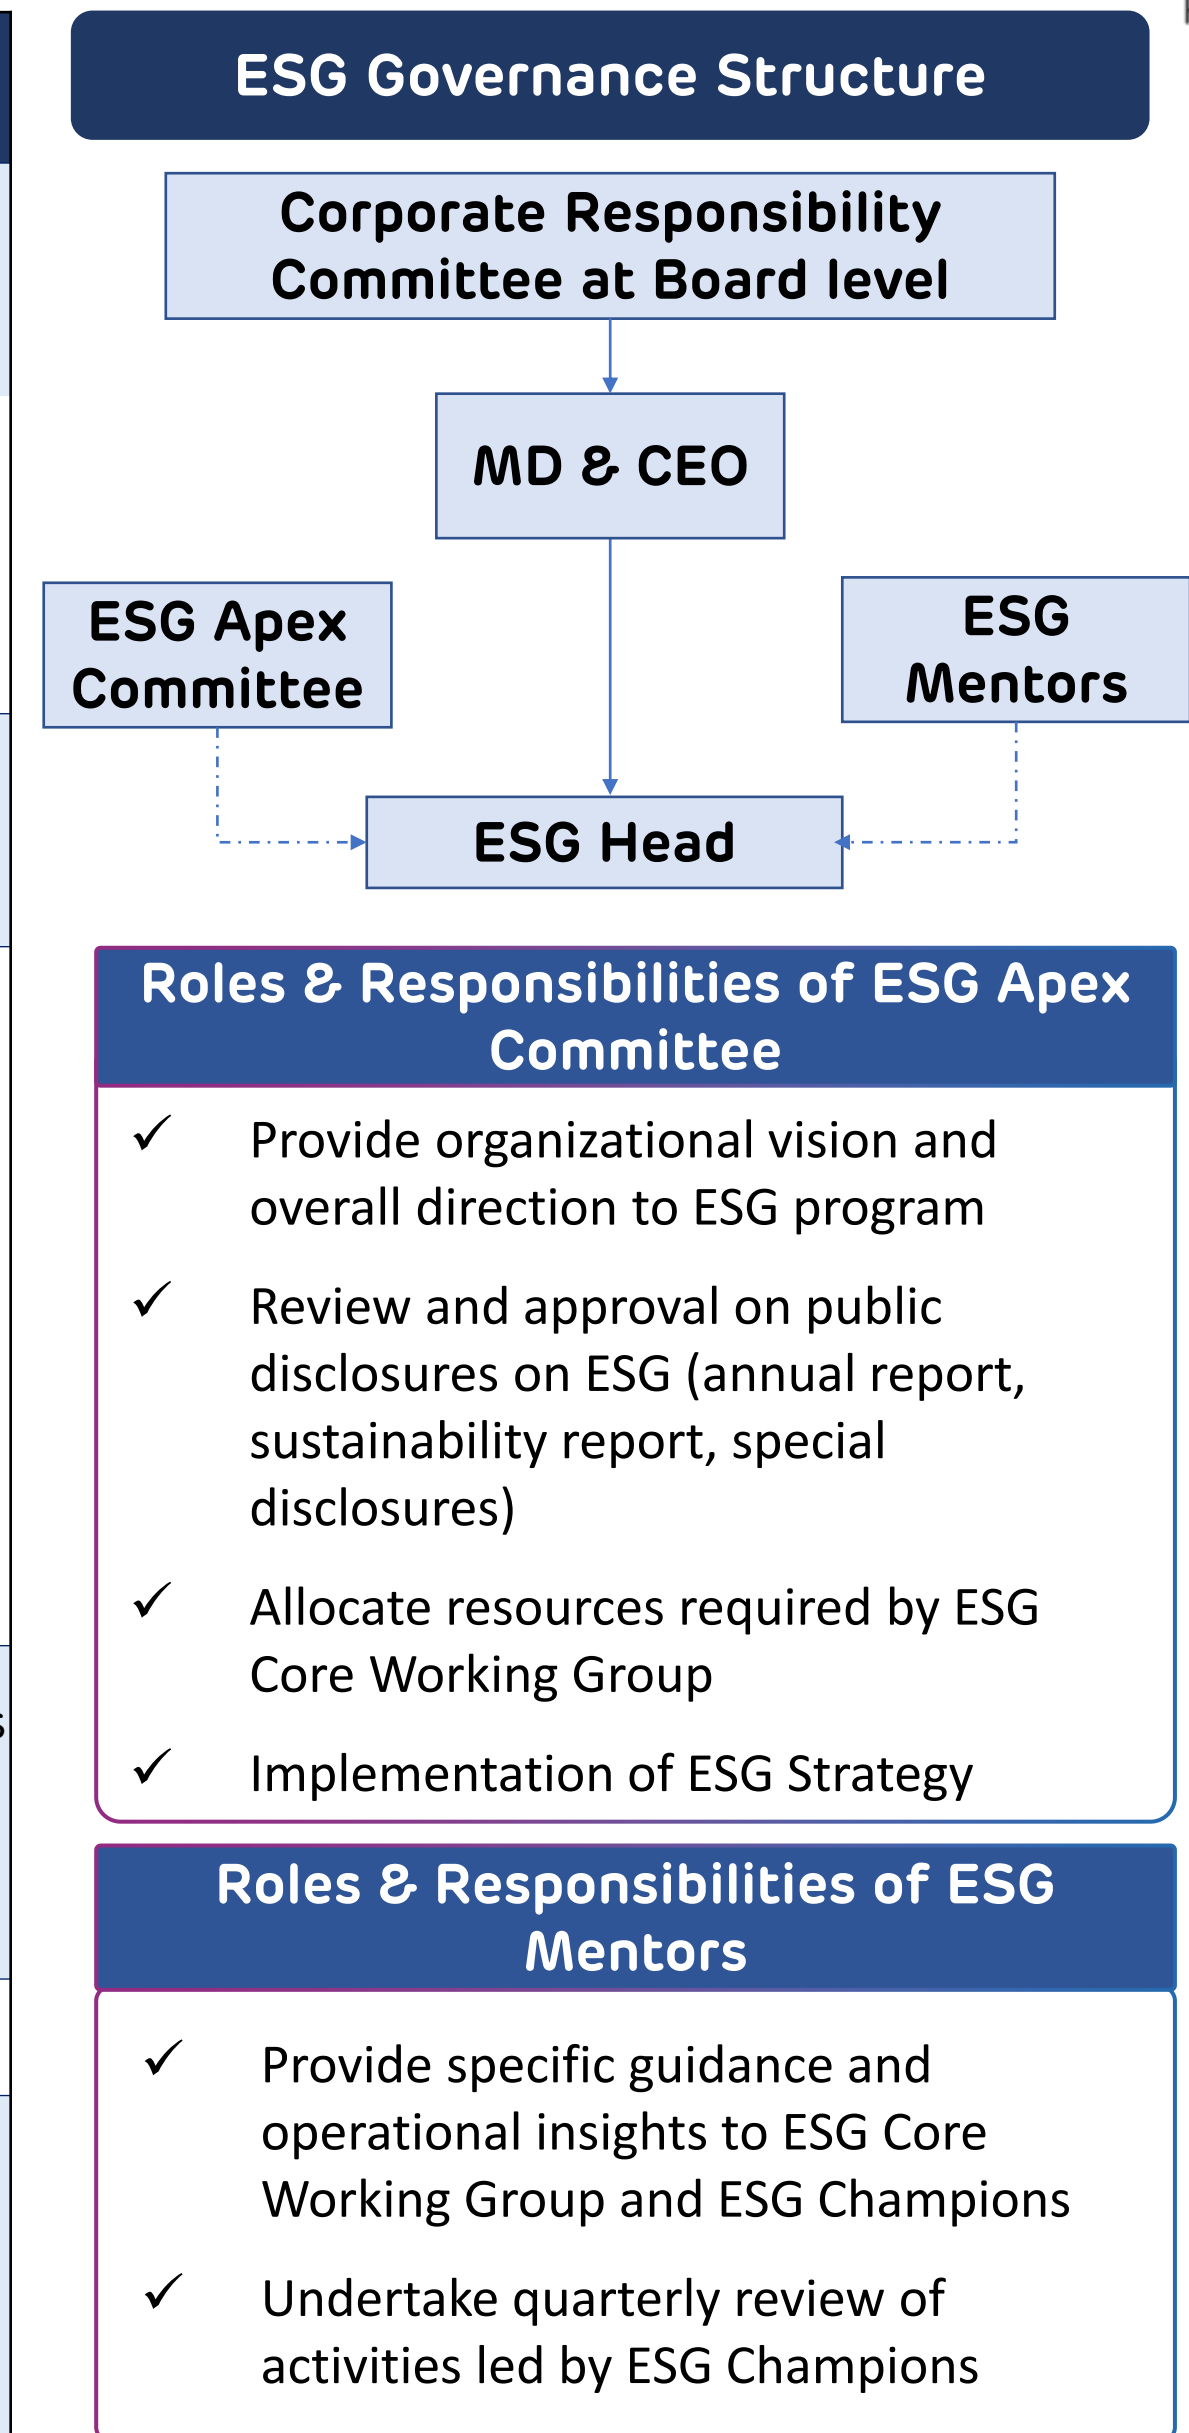 ESG Governance Structure
Corporate Responsibility
Committee at Board level
MD & CEO
ESG Apex
Committee
ESG
Mentors
ESG Head
Roles & Responsibilities of ESG Apex
Committee
✓ Provide organizational vision and
overall direction to ESG program
✓ Review and approval on public
disclosures on ESG (annual report,
sustainability report, special
disclosures)
✓ Allocate resources required by ESG
Core Working Group
✓ Implementation of ESG Strategy
Roles & Responsibilities of ESG
Mentors
✓ Provide specific guidance and
operational insights to ESG Core
Working Group and ESG Champions
✓ Undertake quarterly review of
activities led by ESG Champions